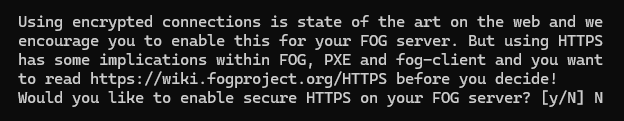 Using encrypted connections is state of the art on the web and we
encourage you to enable this for your FOG server. But using HTTPS
has some implications within FOG, PXE and fog-client and you want
to read https://wiki.fogproject.org/HTTPS before you decide!
Would you like to enable secure HTTPS on your FOG server? [y/N] N